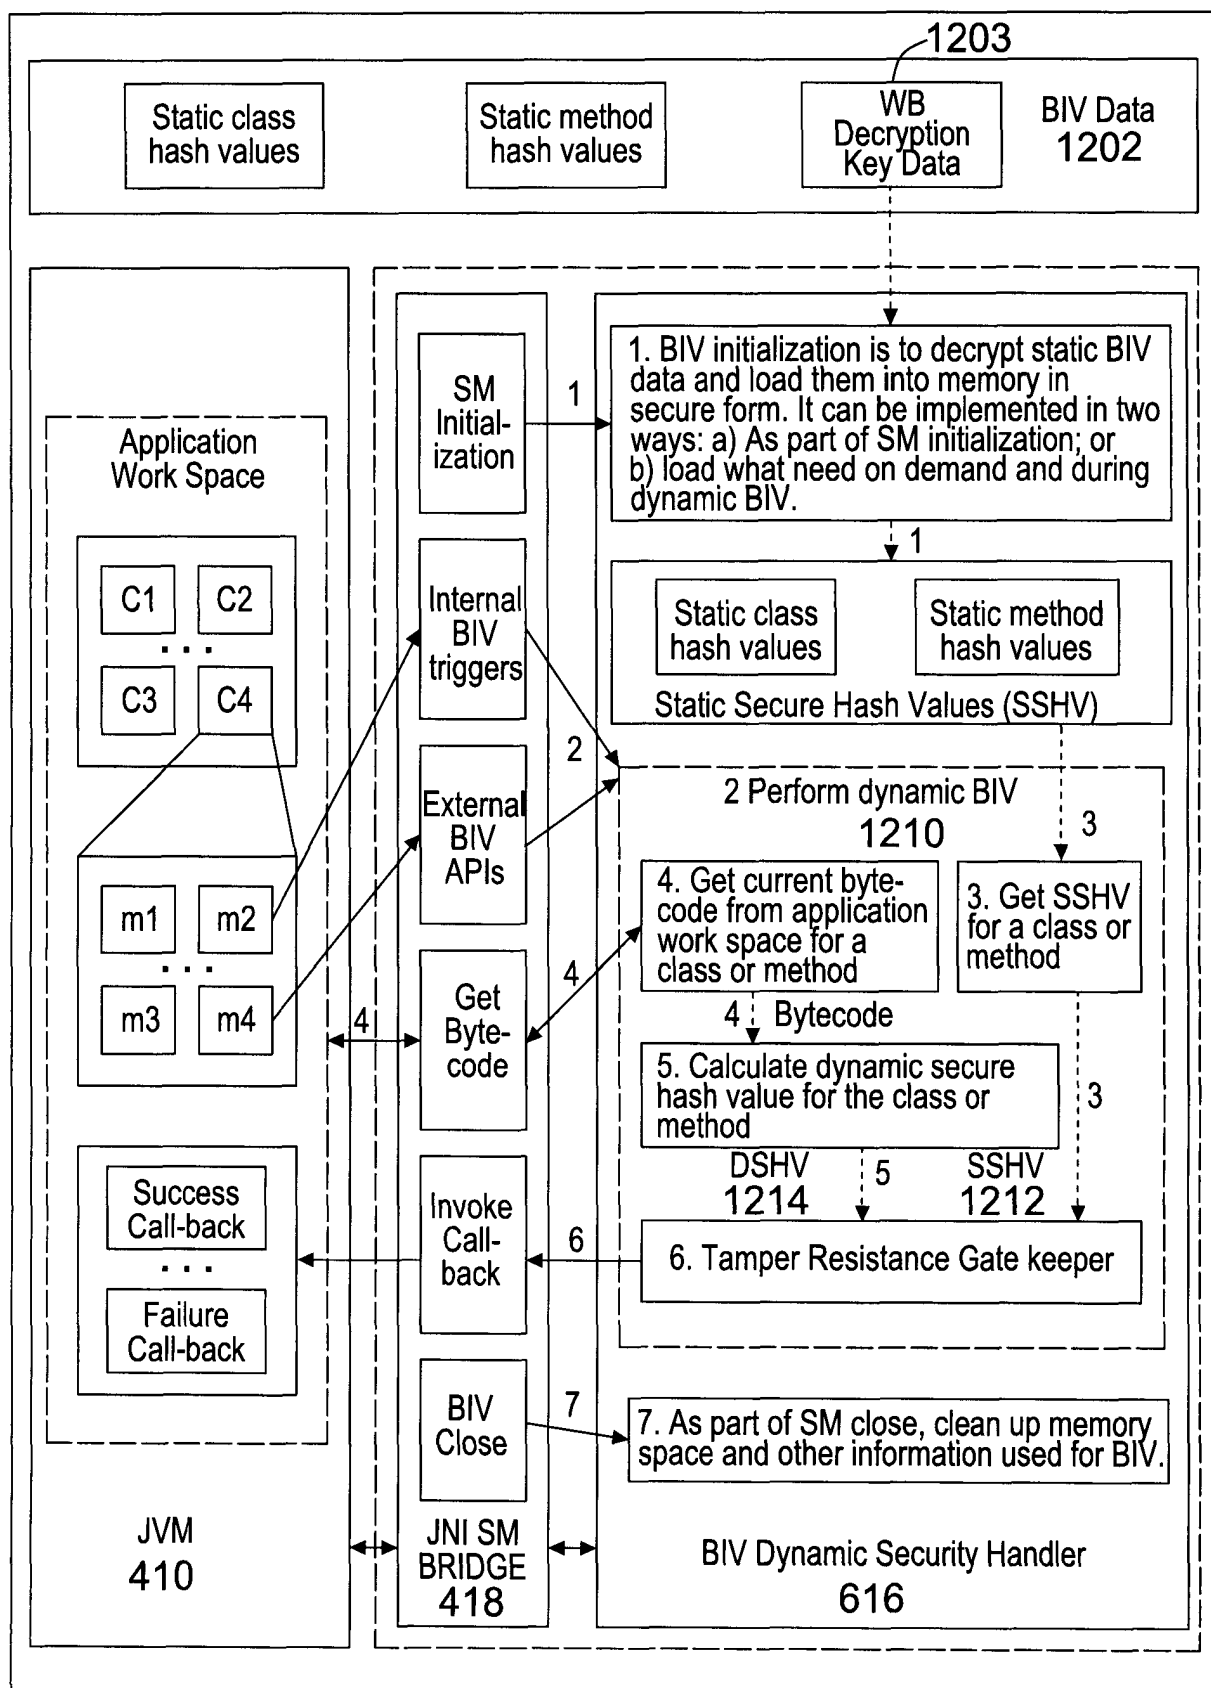 1203
Static class
hash values
Static method
hash values
WB
Decryption
Key Data
BIV Data
1202
Application
Work Space
C1
C2
. . .
C3
C4
m1
m2
. . .
m3
m4
Success
Call-back
. . .
Failure
Call-back
JVM
410
4
SM
Initial-
ization
Internal
BIV
triggers
External
BIV
APIs
Get
Byte-
code
Invoke
Call-
back
BIV
Close
JNI SM
BRIDGE
418
1
2
4
6
7
1. BIV initialization is to decrypt static BIV
data and load them into memory in
secure form. It can be implemented in two
ways: a) As part of SM initialization; or
b) load what need on demand and during
dynamic BIV.
1
Static class
hash values
Static method
hash values
Static Secure Hash Values (SSHV)
2 Perform dynamic BIV
1210
3
4. Get current byte-
code from application
work space for a
class or method
3. Get SSHV
for a class or
method
4 Bytecode
5. Calculate dynamic secure
hash value for the class or
method
3
DSHV
1214
5
SSHV
1212
6. Tamper Resistance Gate keeper
7. As part of SM close, clean up memory
space and other information used for BIV.
BIV Dynamic Security Handler
616